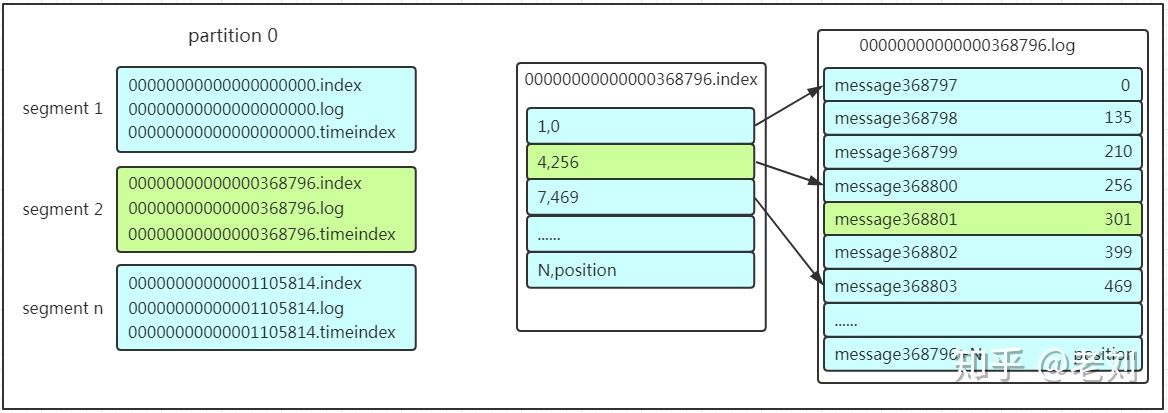 partition 0
segment 1
00000000000000000000.index
00000000000000000000.log
00000000000000000000.timeindex
segment 2
00000000000000368796.index
00000000000000368796.log
00000000000000368796.timeindex
segment n
00000000000001105814.index
00000000000001105814.log
00000000000001105814.timeindex
00000000000000368796.index
1,0
4,256
7,469
......
N,position
00000000000000368796.log
message368797 0
message368798 135
message368799 210
message368800 256
message368801 301
message368802 399
message368803 469
......
message368796+N position
知乎 @老刘